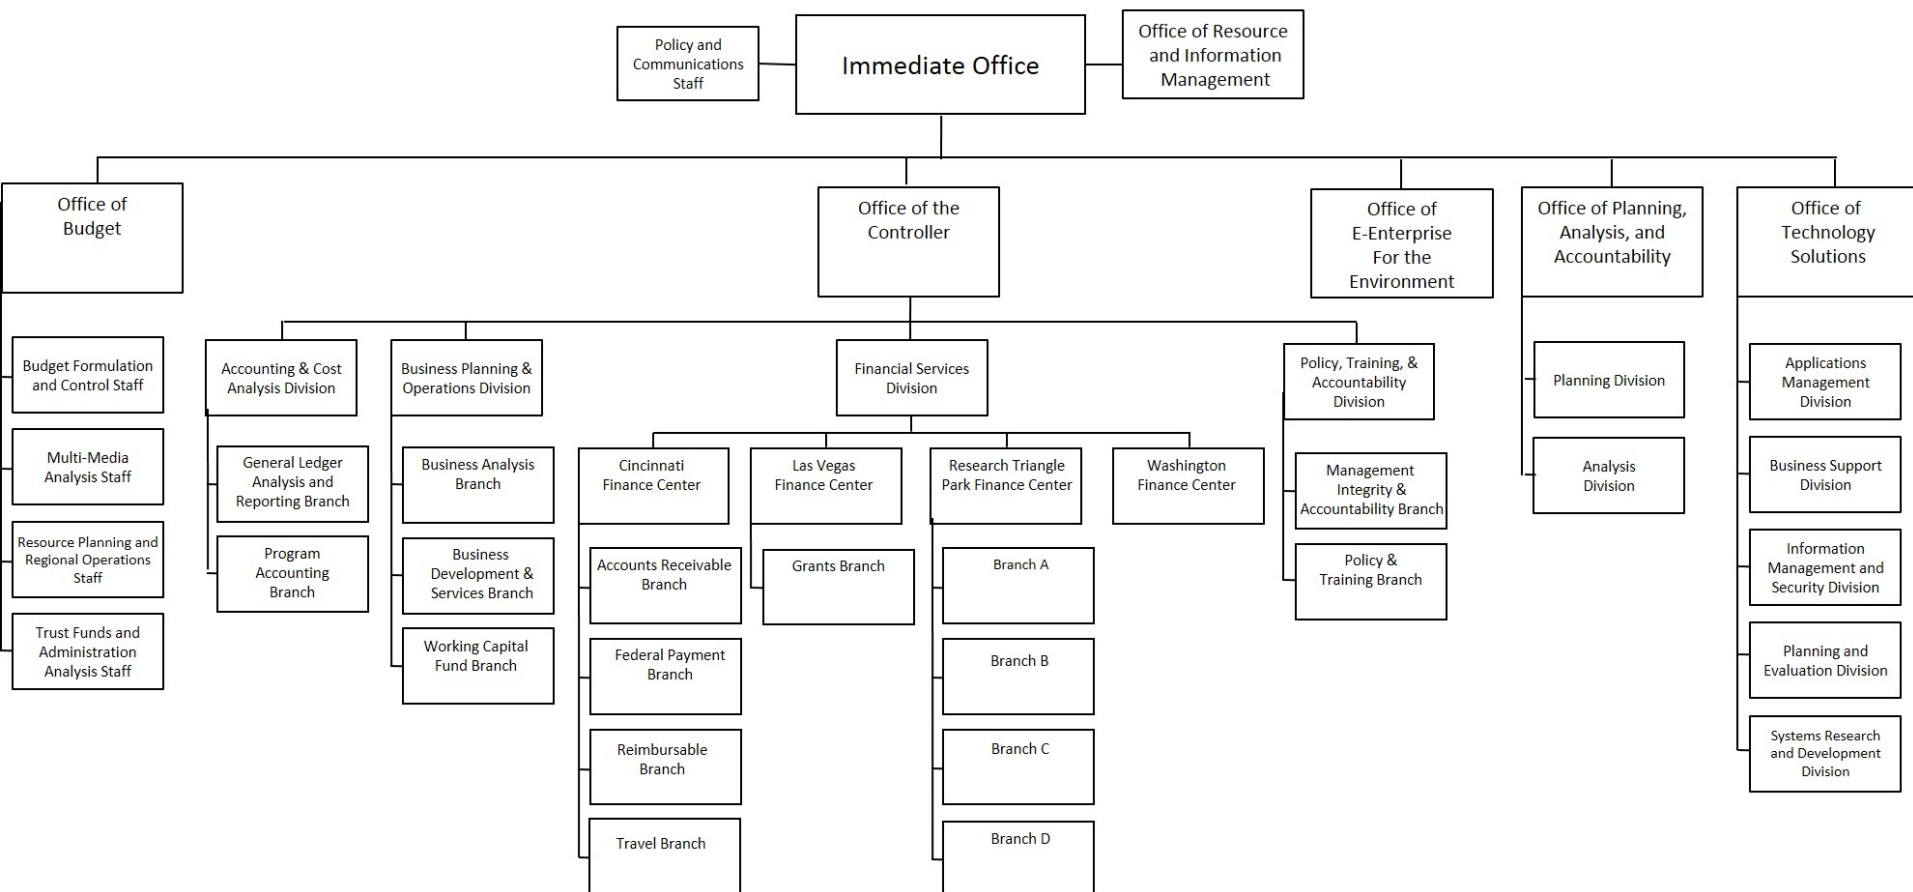 Policy and
Communications
Staff
Immediate Office
Office of Resource
and Information
Management
Office of
Budget
Office of the
Controller
Office of
E-Enterprise
For the
Environment
Office of Planning,
Analysis, and
Accountability
Office of
Technology
Solutions
Budget Formulation
and Control Staff
Multi-Media
Analysis Staff
Resource Planning and
Regional Operations
Staff
Trust Funds and
Administration
Analysis Staff
Accounting & Cost
Analysis Division
General Ledger
Analysis and
Reporting Branch
Program
Accounting
Branch
Business Planning &
Operations Division
Business Analysis
Branch
Business
Development &
Services Branch
Working Capital
Fund Branch
Financial Services
Division
Cincinnati
Finance Center
Accounts Receivable
Branch
Federal Payment
Branch
Reimbursable
Branch
Travel Branch
Las Vegas
Finance Center
Grants Branch
Research Triangle
Park Finance Center
Branch A
Branch B
Branch C
Branch D
Washington
Finance Center
Policy, Training, &
Accountability
Division
Management
Integrity &
Accountability Branch
Policy &
Training Branch
Planning Division
Analysis
Division
Applications
Management
Division
Business Support
Division
Information
Management and
Security Division
Planning and
Evaluation Division
Systems Research
and Development
Division